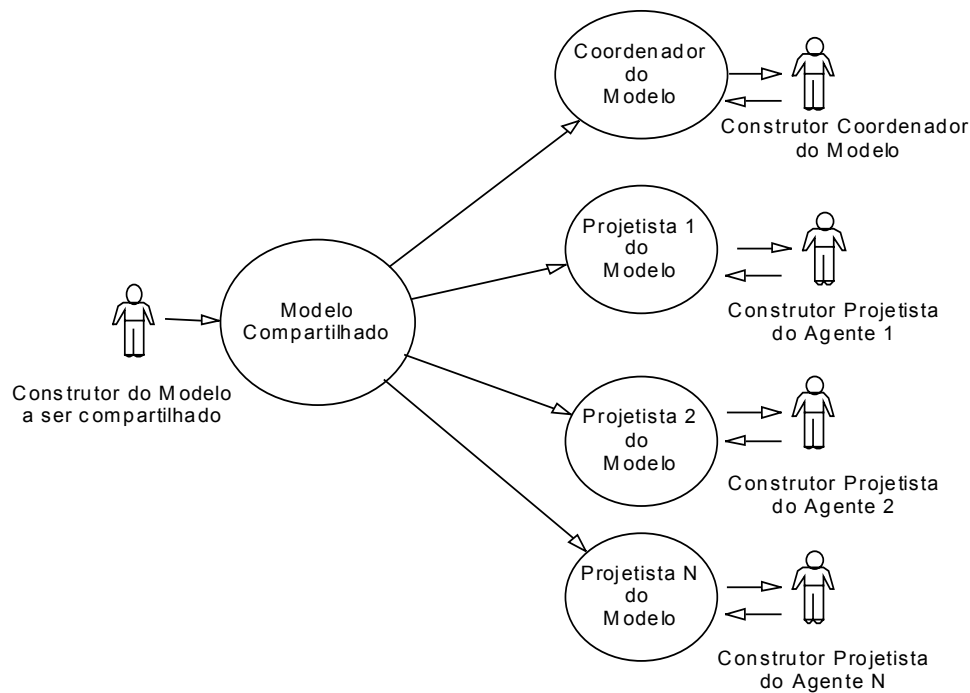 Coordenador
do
Modelo
Construtor Coordenador
do Modelo
Projetista 1
do
Modelo
Construtor Projetista
do Agente 1
Modelo
Compartilhado
Construtor do Modelo
a ser compartilhado
Projetista 2
do
Modelo
Construtor Projetista
do Agente 2
Projetista N
do
Modelo
Construtor Projetista
do Agente N